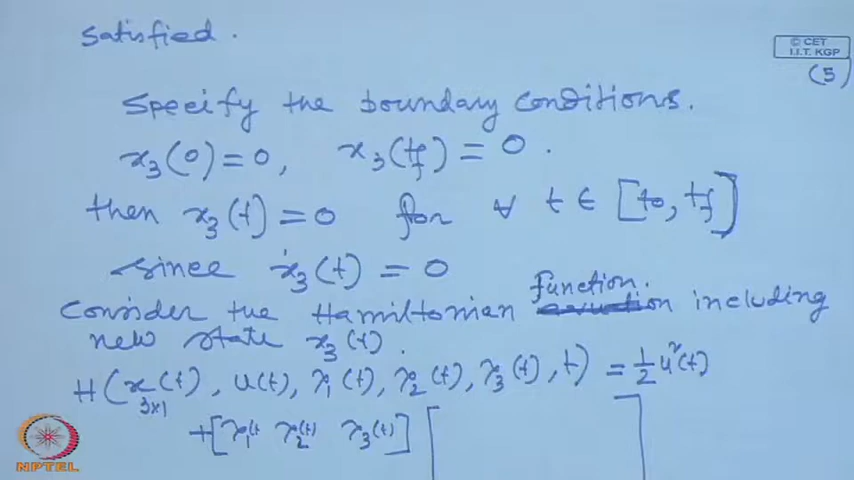 satisfied.
© CET
I.I.T. KGP
(5)
Specify the boundary conditions.
x₃(0) = 0, x₃(t_f) = 0.
then x₃(t) = 0 for ∀ t ∈ [t₀, t_f]
since ẋ₃(t) = 0
function.
Consider the Hamiltonian including
new state x₃(t).
H(x(t), u(t), λ₁(t), λ₂(t), λ₃(t), t) = ½ u²(t)
3x1
+[λ₁(t) λ₂(t) λ₃(t)] [ ]
NPTEL